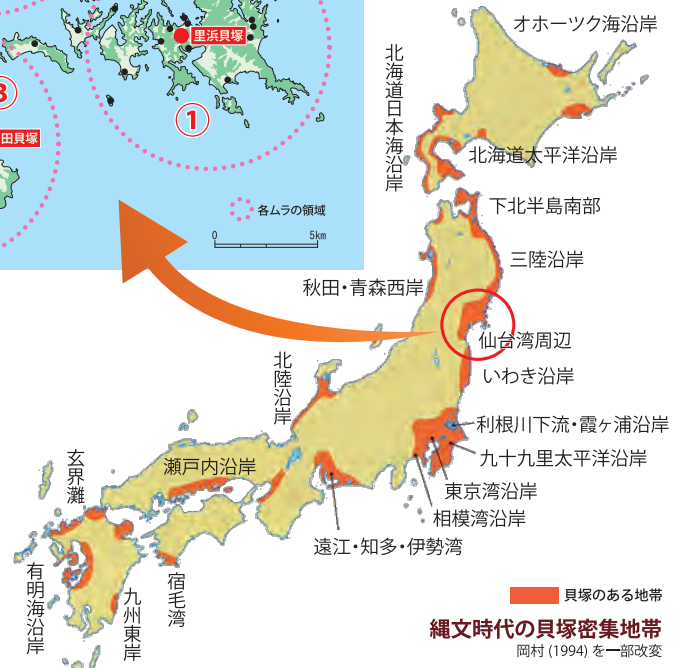 里浜貝塚
①
3
田貝塚
各ムラの領域
0 5km
オホーツク海沿岸
北海道日本海沿岸
北海道太平洋沿岸
下北半島南部
三陸沿岸
秋田・青森西岸
仙台湾周辺
いわき沿岸
北陸沿岸
利根川下流・霞ヶ浦沿岸
九十九里太平洋沿岸
東京湾沿岸
相模湾沿岸
瀬戸内沿岸
玄界灘
遠江・知多・伊勢湾
有明海沿岸
九州東岸
宿毛湾
貝塚のある地帯
縄文時代の貝塚密集地帯
岡村 (1994) を一部改変